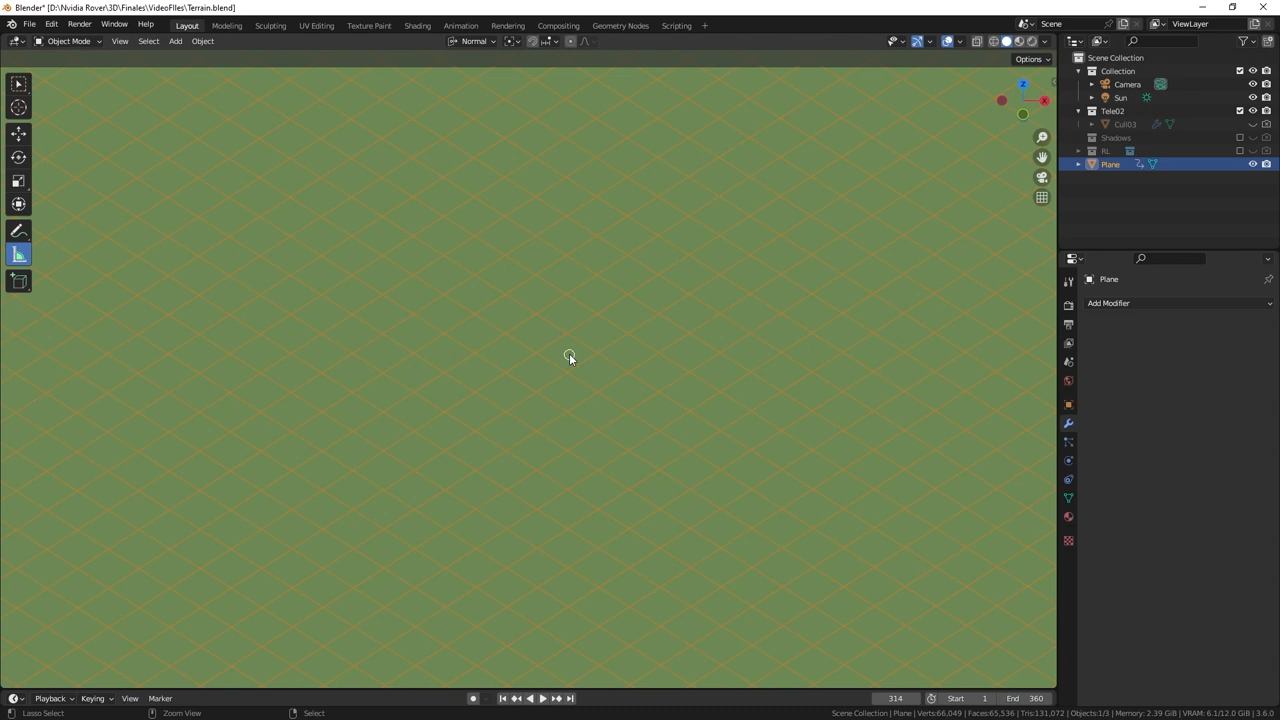 Blender* [D:\Nvidia Rover\3D\Finales\VideoFIles\Terrain.blend]
File Edit Render Window Help Layout Modeling Sculpting UV Editing Texture Paint Shading Animation Rendering Compositing Geometry Nodes Scripting + Scene ViewLayer
Object Mode View Select Add Object Normal
Options
Z
X
Scene Collection
Collection
Camera
Sun
Tele02
Cull03
Shadows
RL
Plane
Plane
Add Modifier
Playback Keying View Marker 314 Start 1 End 360
Lasso Select Zoom View Select Scene Collection | Plane | Verts:66,049 | Faces:65,536 | Tris:131,072 | Objects:1/3 | Memory: 2.39 GiB | VRAM: 6.1/12.0 GiB | 3.6.0